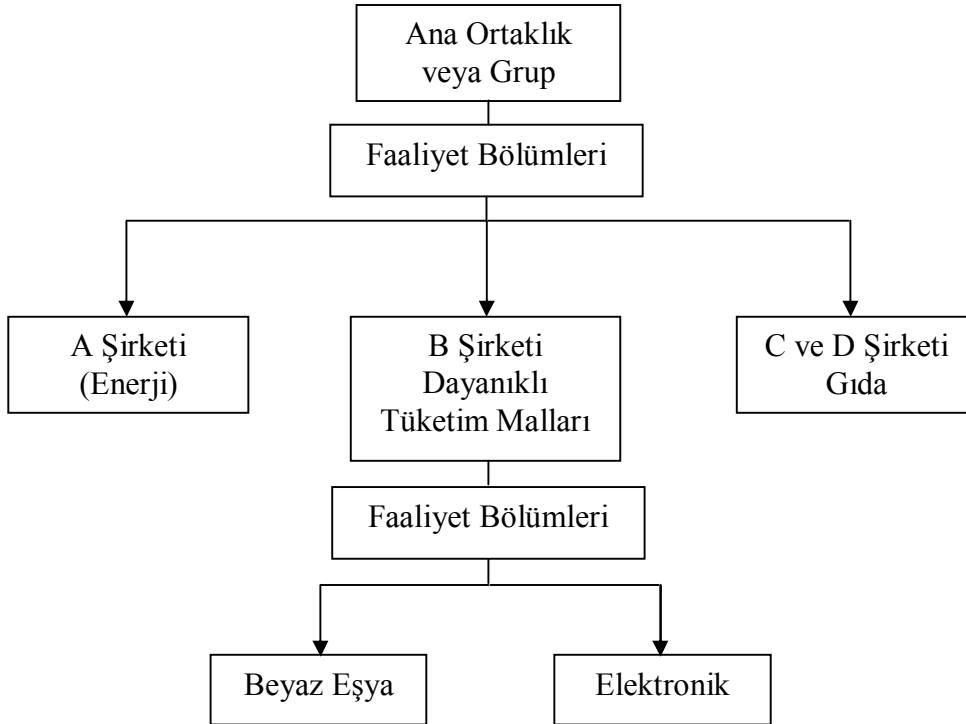 Ana Ortaklık
veya Grup
Faaliyet Bölümleri
A Şirketi
(Enerji)
B Şirketi
Dayanıklı
Tüketim Malları
C ve D Şirketi
Gıda
Faaliyet Bölümleri
Beyaz Eşya
Elektronik